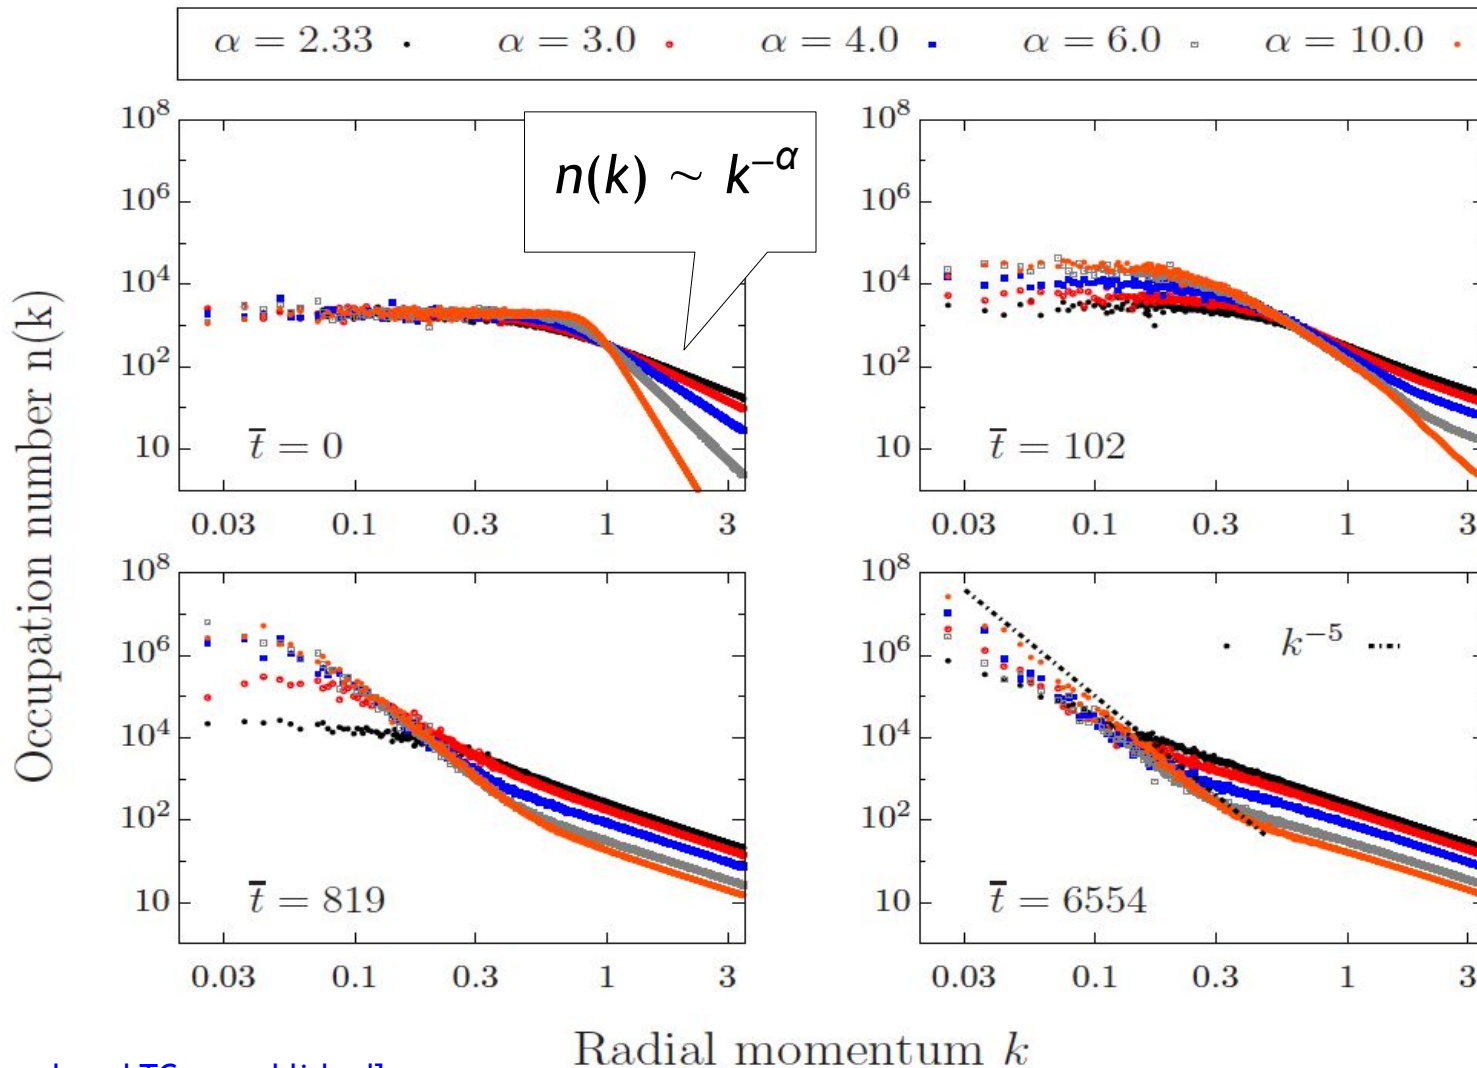 α = 2.33 α = 3.0 α = 4.0 α = 6.0 α = 10.0
n(k) ~ k^{−α}
Occupation number n(k)
10^8
10^6
10^4
10^2
10
t̅ = 0
0.03 0.1 0.3 1 3
10^8
10^6
10^4
10^2
10
t̅ = 102
0.03 0.1 0.3 1 3
10^8
10^6
10^4
10^2
10
t̅ = 819
0.03 0.1 0.3 1 3
10^8
10^6
10^4
10^2
10
k^{−5}
t̅ = 6554
0.03 0.1 0.3 1 3
Radial momentum k